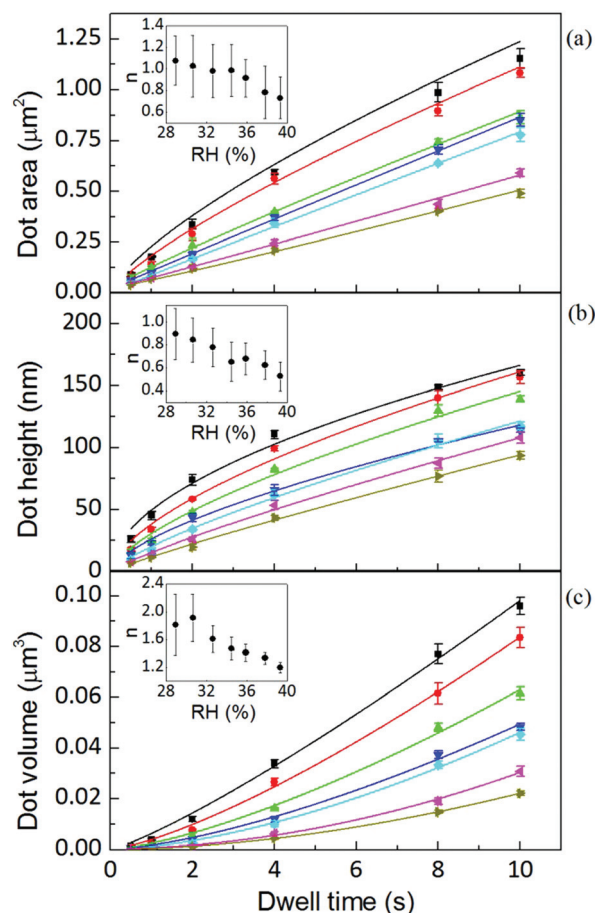 (a)
Dot area (μm²)
1.25
1.00
0.75
0.50
0.25
0.00
n
1.4
1.2
1.0
0.8
0.6
28 31 34 37 40
RH (%)
(b)
Dot height (nm)
200
150
100
50
0
n
1.0
0.8
0.6
0.4
28 32 36 40
RH (%)
(c)
Dot volume (μm³)
0.10
0.08
0.06
0.04
0.02
0.00
n
2.4
2.0
1.6
1.2
28 32 36 40
RH (%)
0 2 4 6 8 10
Dwell time (s)